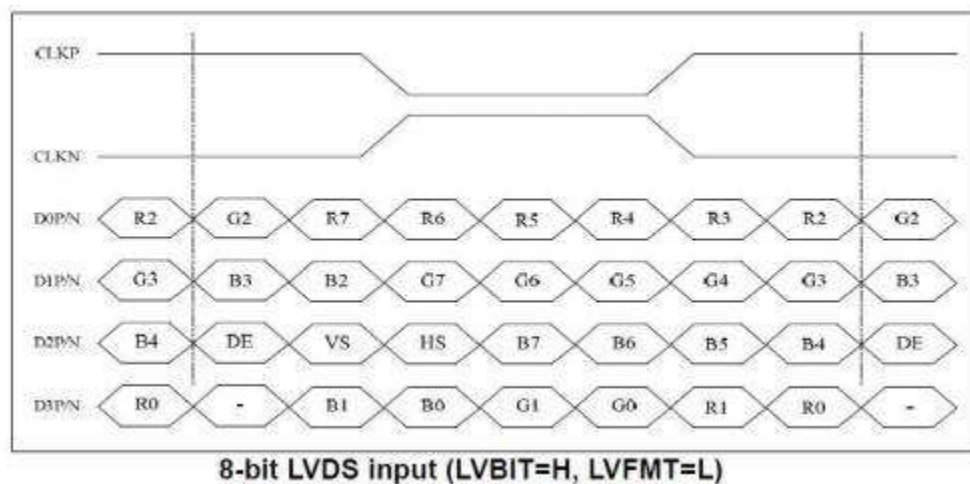 CLKP
CLKN
D0P/N R2 G2 R7 R6 R5 R4 R3 R2 G2
D1P/N G3 B3 B2 G7 G6 G5 G4 G3 B3
D2P/N B4 DE VS HS B7 B6 B5 B4 DE
D3P/N R0 - B1 B0 G1 G0 R1 R0 -
8-bit LVDS input (LVBIT=H, LVFMT=L)